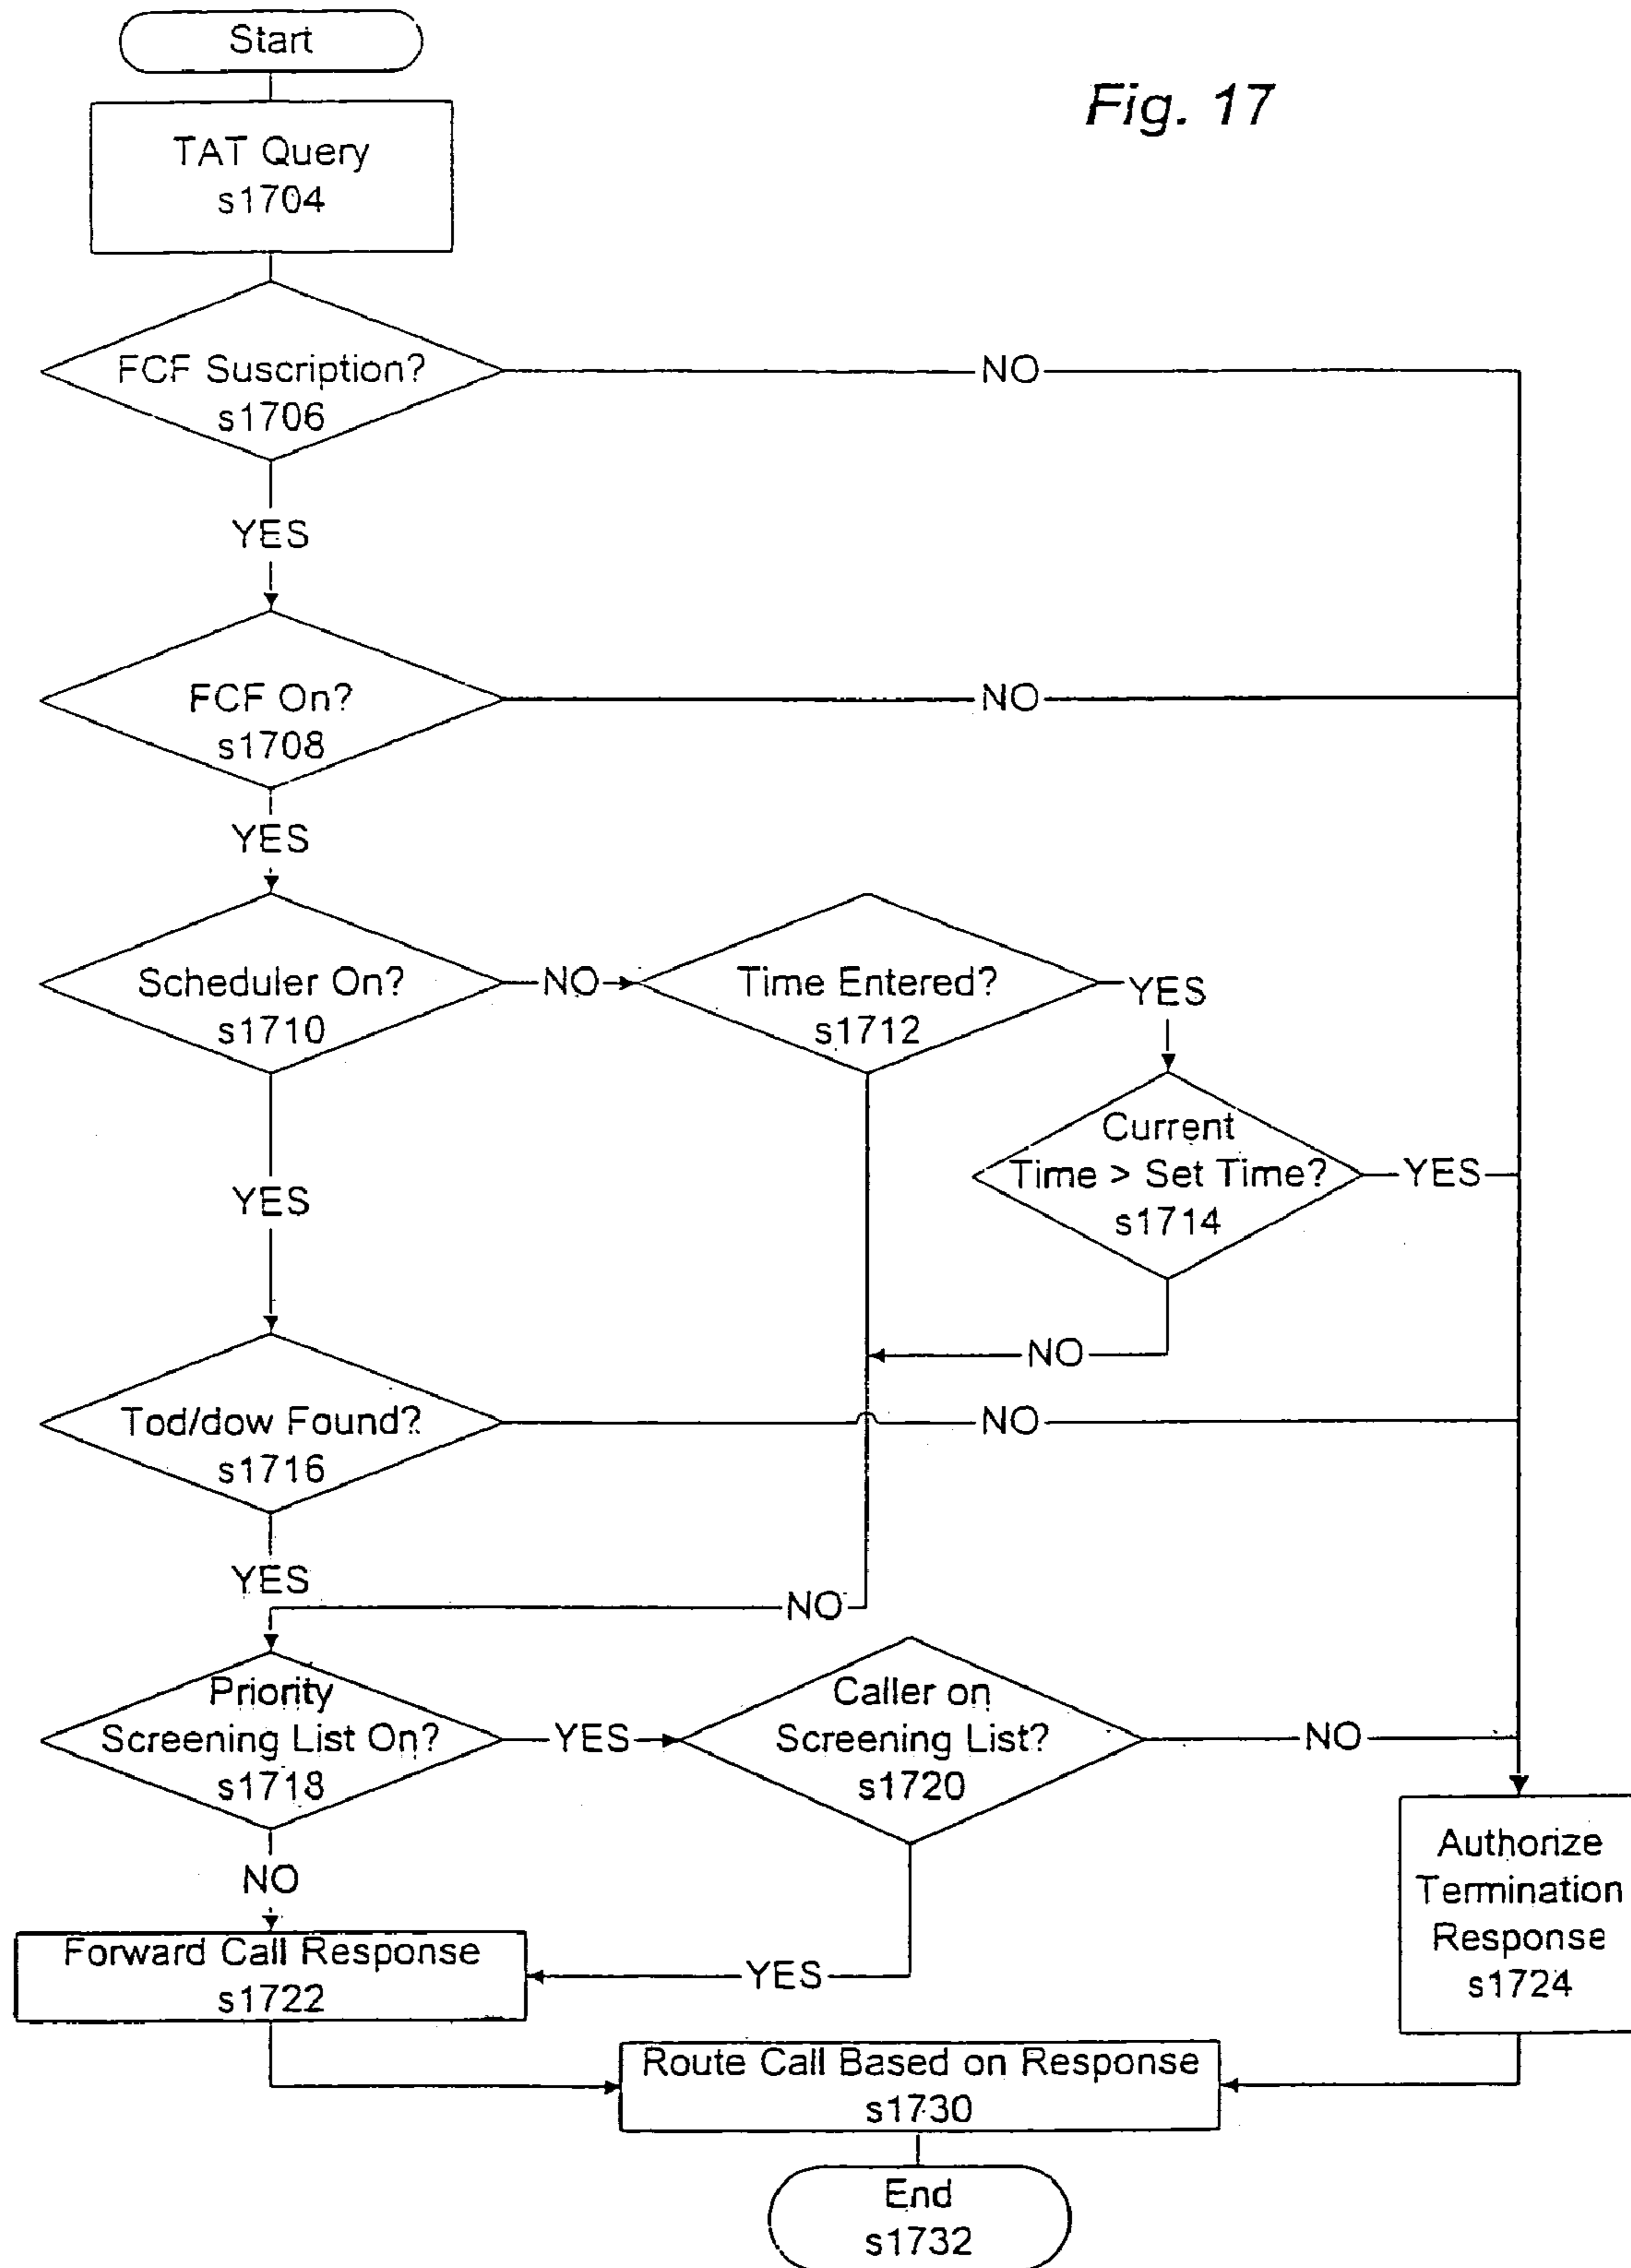 Start
Fig. 17
TAT Query
s1704
FCF Suscription?
s1706
NO
YES
FCF On?
s1708
NO
YES
Scheduler On?
s1710
NO
Time Entered?
s1712
YES
Current
Time > Set Time?
s1714
YES
YES
NO
Tod/dow Found?
s1716
NO
YES
NO
Priority
Screening List On?
s1718
YES
Caller on
Screening List?
s1720
NO
Authorize
Termination
Response
s1724
NO
Forward Call Response
s1722
YES
Route Call Based on Response
s1730
End
s1732